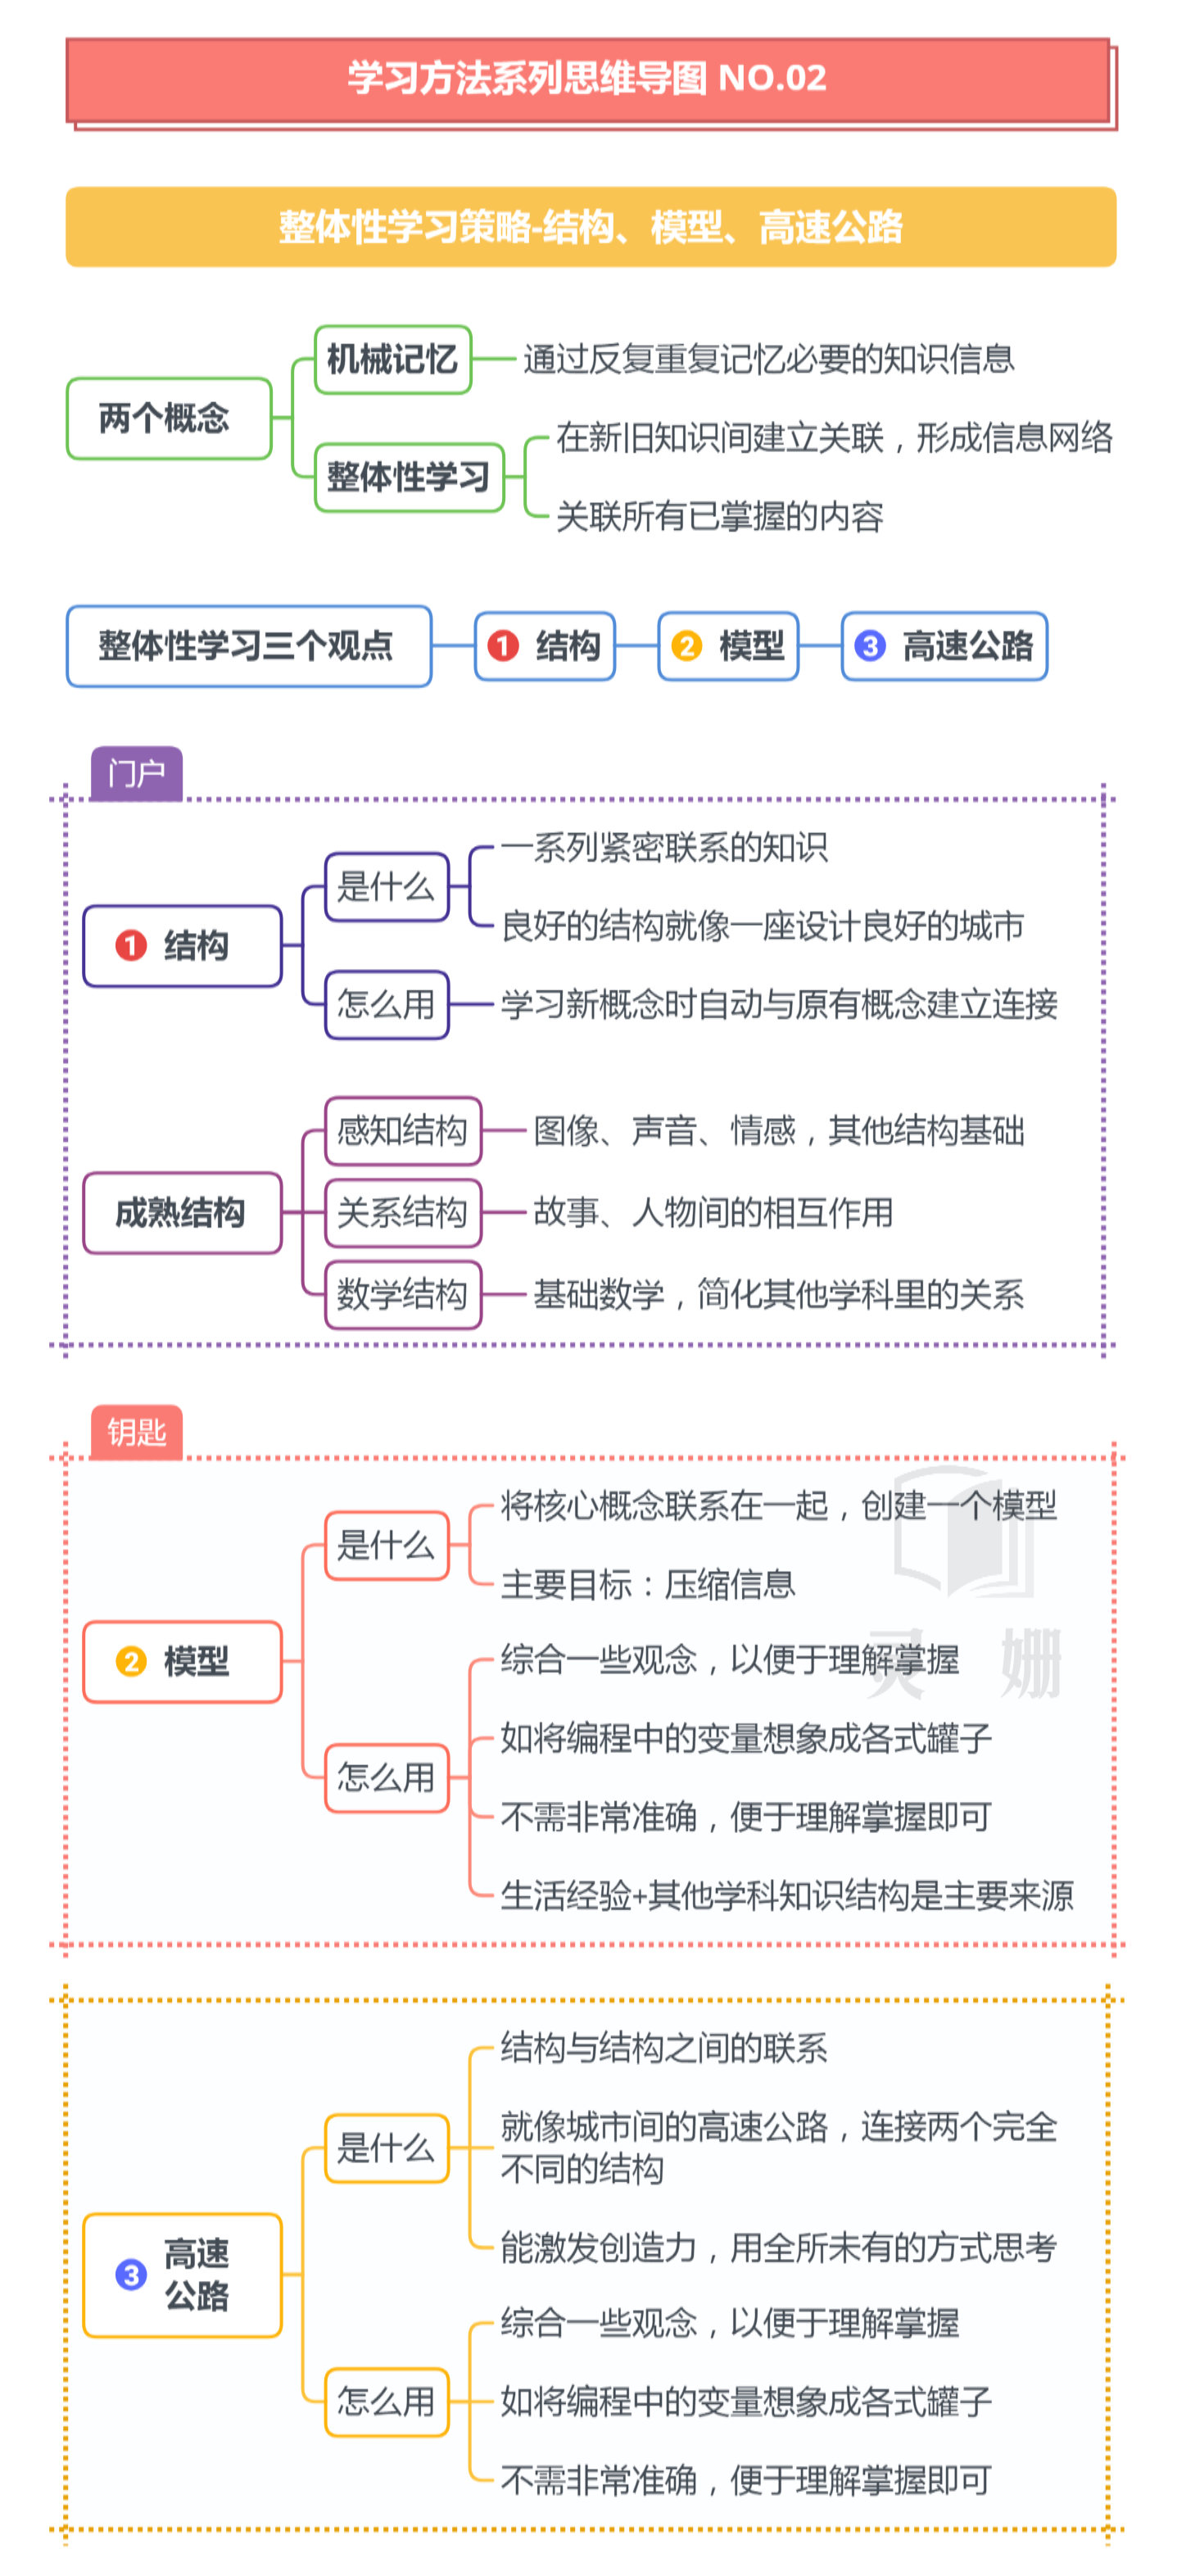 学习方法系列思维导图 NO.02
整体性学习策略-结构、模型、高速公路
两个概念
机械记忆
通过反复重复记忆必要的知识信息
整体性学习
在新旧知识间建立关联，形成信息网络
关联所有已掌握的内容
整体性学习三个观点
1 结构
2 模型
3 高速公路
门户
1 结构
是什么
一系列紧密联系的知识
良好的结构就像一座设计良好的城市
怎么用
学习新概念时自动与原有概念建立连接
成熟结构
感知结构
图像、声音、情感，其他结构基础
关系结构
故事、人物间的相互作用
数学结构
基础数学，简化其他学科里的关系
钥匙
2 模型
是什么
将核心概念联系在一起，创建一个模型
主要目标：压缩信息
怎么用
综合一些观念，以便于理解掌握
如将编程中的变量想象成各式罐子
不需非常准确，便于理解掌握即可
生活经验+其他学科知识结构是主要来源
灵 姗
3 高速
公路
是什么
结构与结构之间的联系
就像城市间的高速公路，连接两个完全
不同的结构
能激发创造力，用全所未有的方式思考
怎么用
综合一些观念，以便于理解掌握
如将编程中的变量想象成各式罐子
不需非常准确，便于理解掌握即可